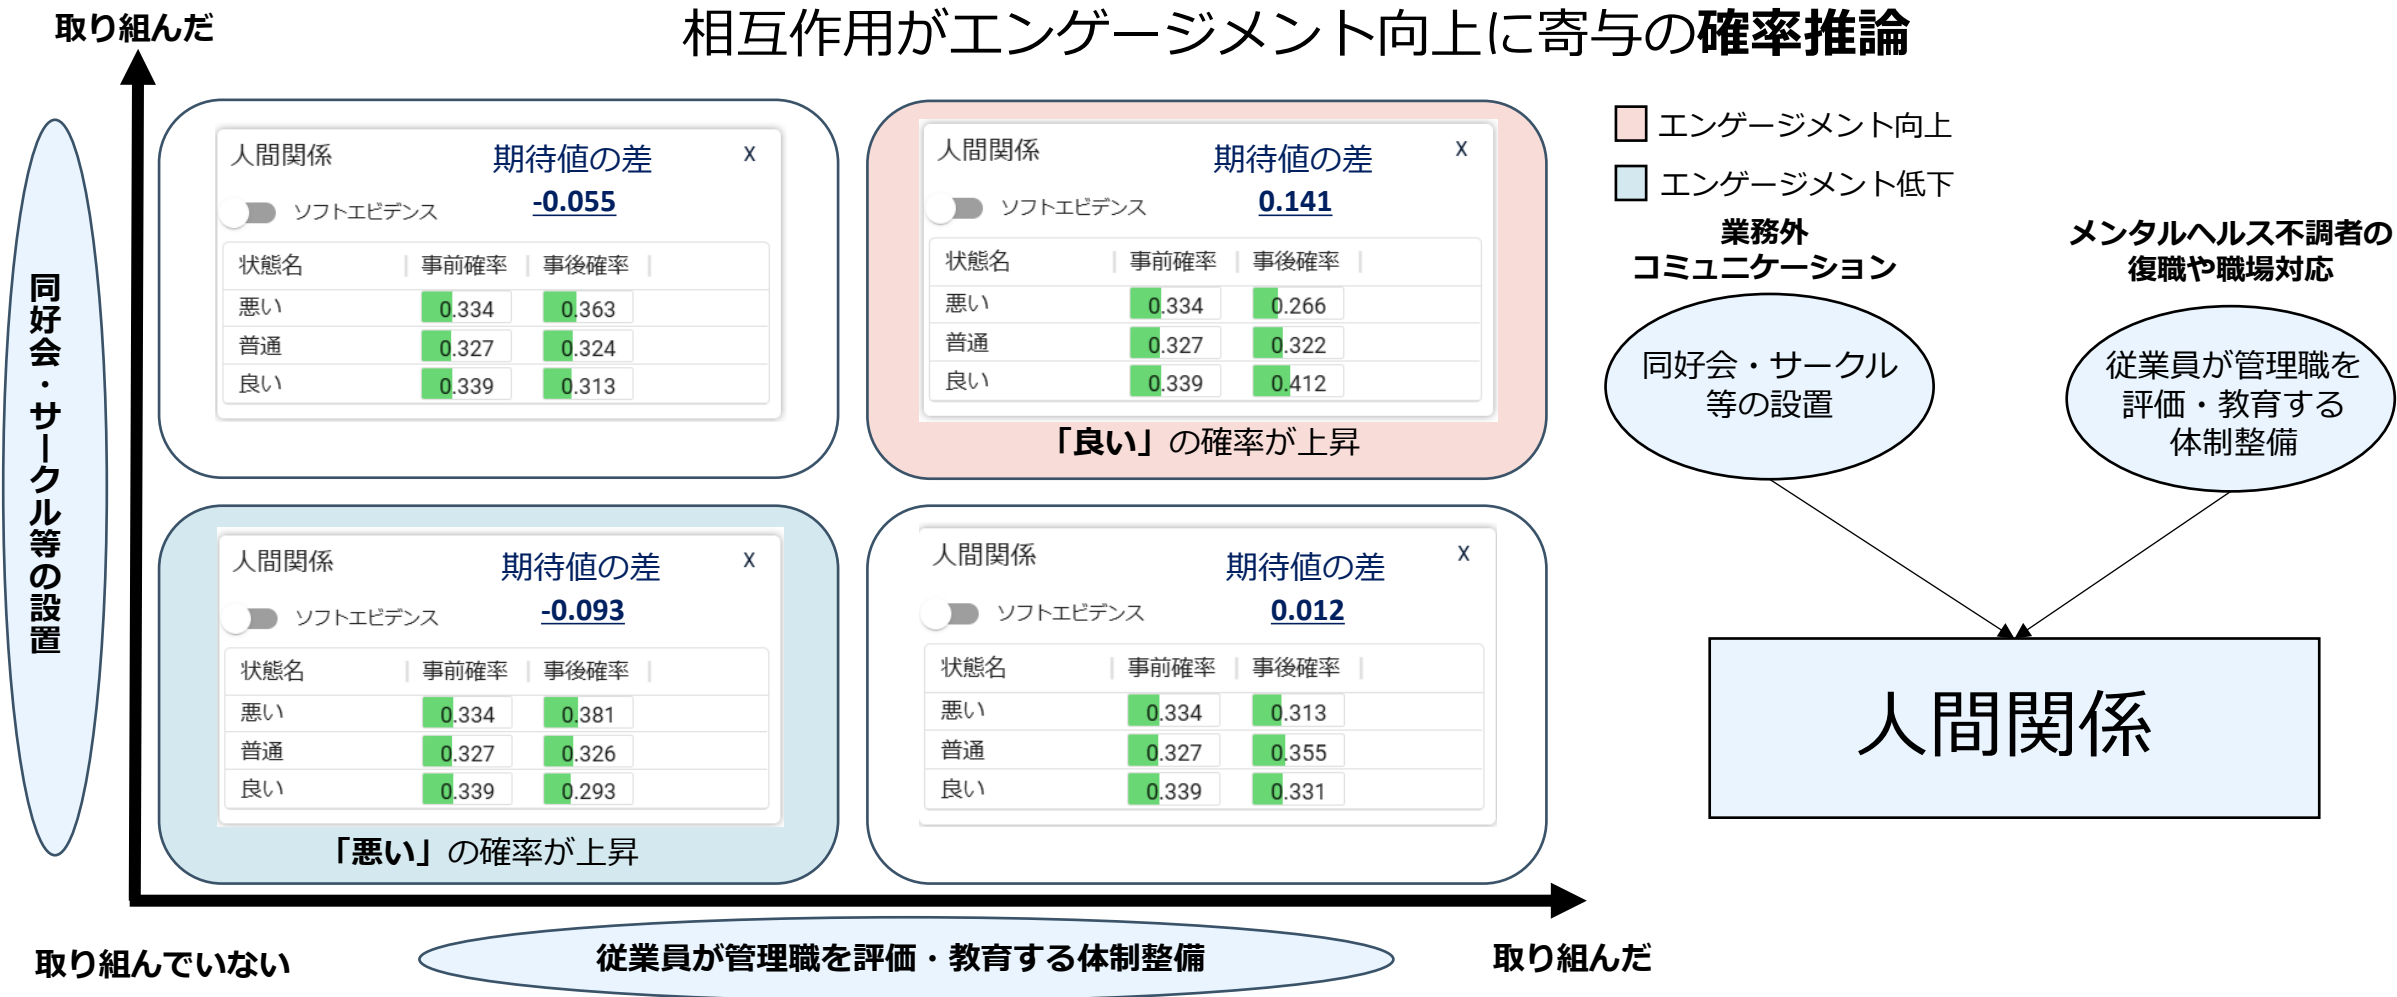 取り組んだ
相互作用がエンゲージメント向上に寄与の確率推論
エンゲージメント向上
エンゲージメント低下
同好会・サークル等の設置
人間関係
期待値の差
X
-0.055
ソフトエビデンス
状態名 事前確率 事後確率
悪い 0.334 0.363
普通 0.327 0.324
良い 0.339 0.313
人間関係
期待値の差
X
0.141
ソフトエビデンス
状態名 事前確率 事後確率
悪い 0.334 0.266
普通 0.327 0.322
良い 0.339 0.412
「良い」の確率が上昇
人間関係
期待値の差
X
-0.093
ソフトエビデンス
状態名 事前確率 事後確率
悪い 0.334 0.381
普通 0.327 0.326
良い 0.339 0.293
「悪い」の確率が上昇
人間関係
期待値の差
X
0.012
ソフトエビデンス
状態名 事前確率 事後確率
悪い 0.334 0.313
普通 0.327 0.355
良い 0.339 0.331
業務外
コミュニケーション
同好会・サークル
等の設置
メンタルヘルス不調者の
復職や職場対応
従業員が管理職を
評価・教育する
体制整備
人間関係
取り組んでいない
従業員が管理職を評価・教育する体制整備
取り組んだ